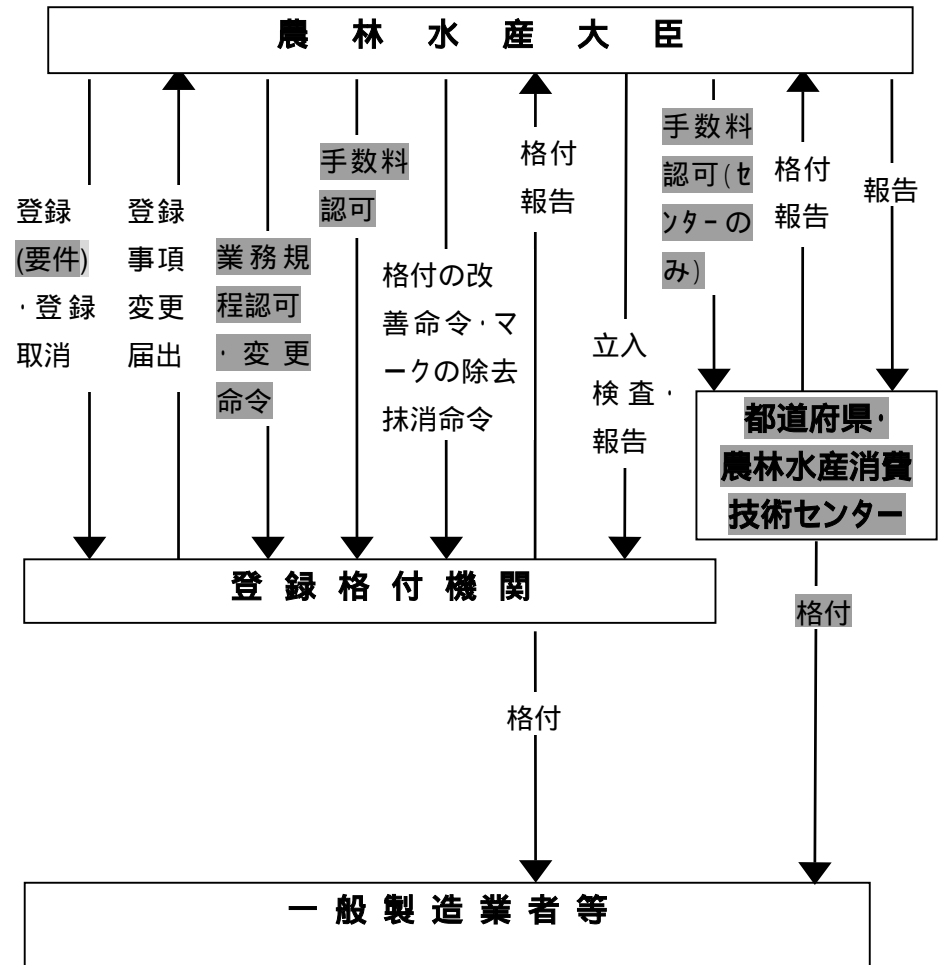 農林水産大臣
登録
(要件)
・登録
取消
登録
事項
変更
届出
業務規
程認可
・変更
命令
手数料
認可
格付の改
善命令・マ
ークの除去
抹消命令
格付
報告
立入
検査・
報告
手数料
認可(セ
ンターの
み)
格付
報告
報告
都道府県・
農林水産消費
技術センター
登録格付機関
格付
格付
一般製造業者等